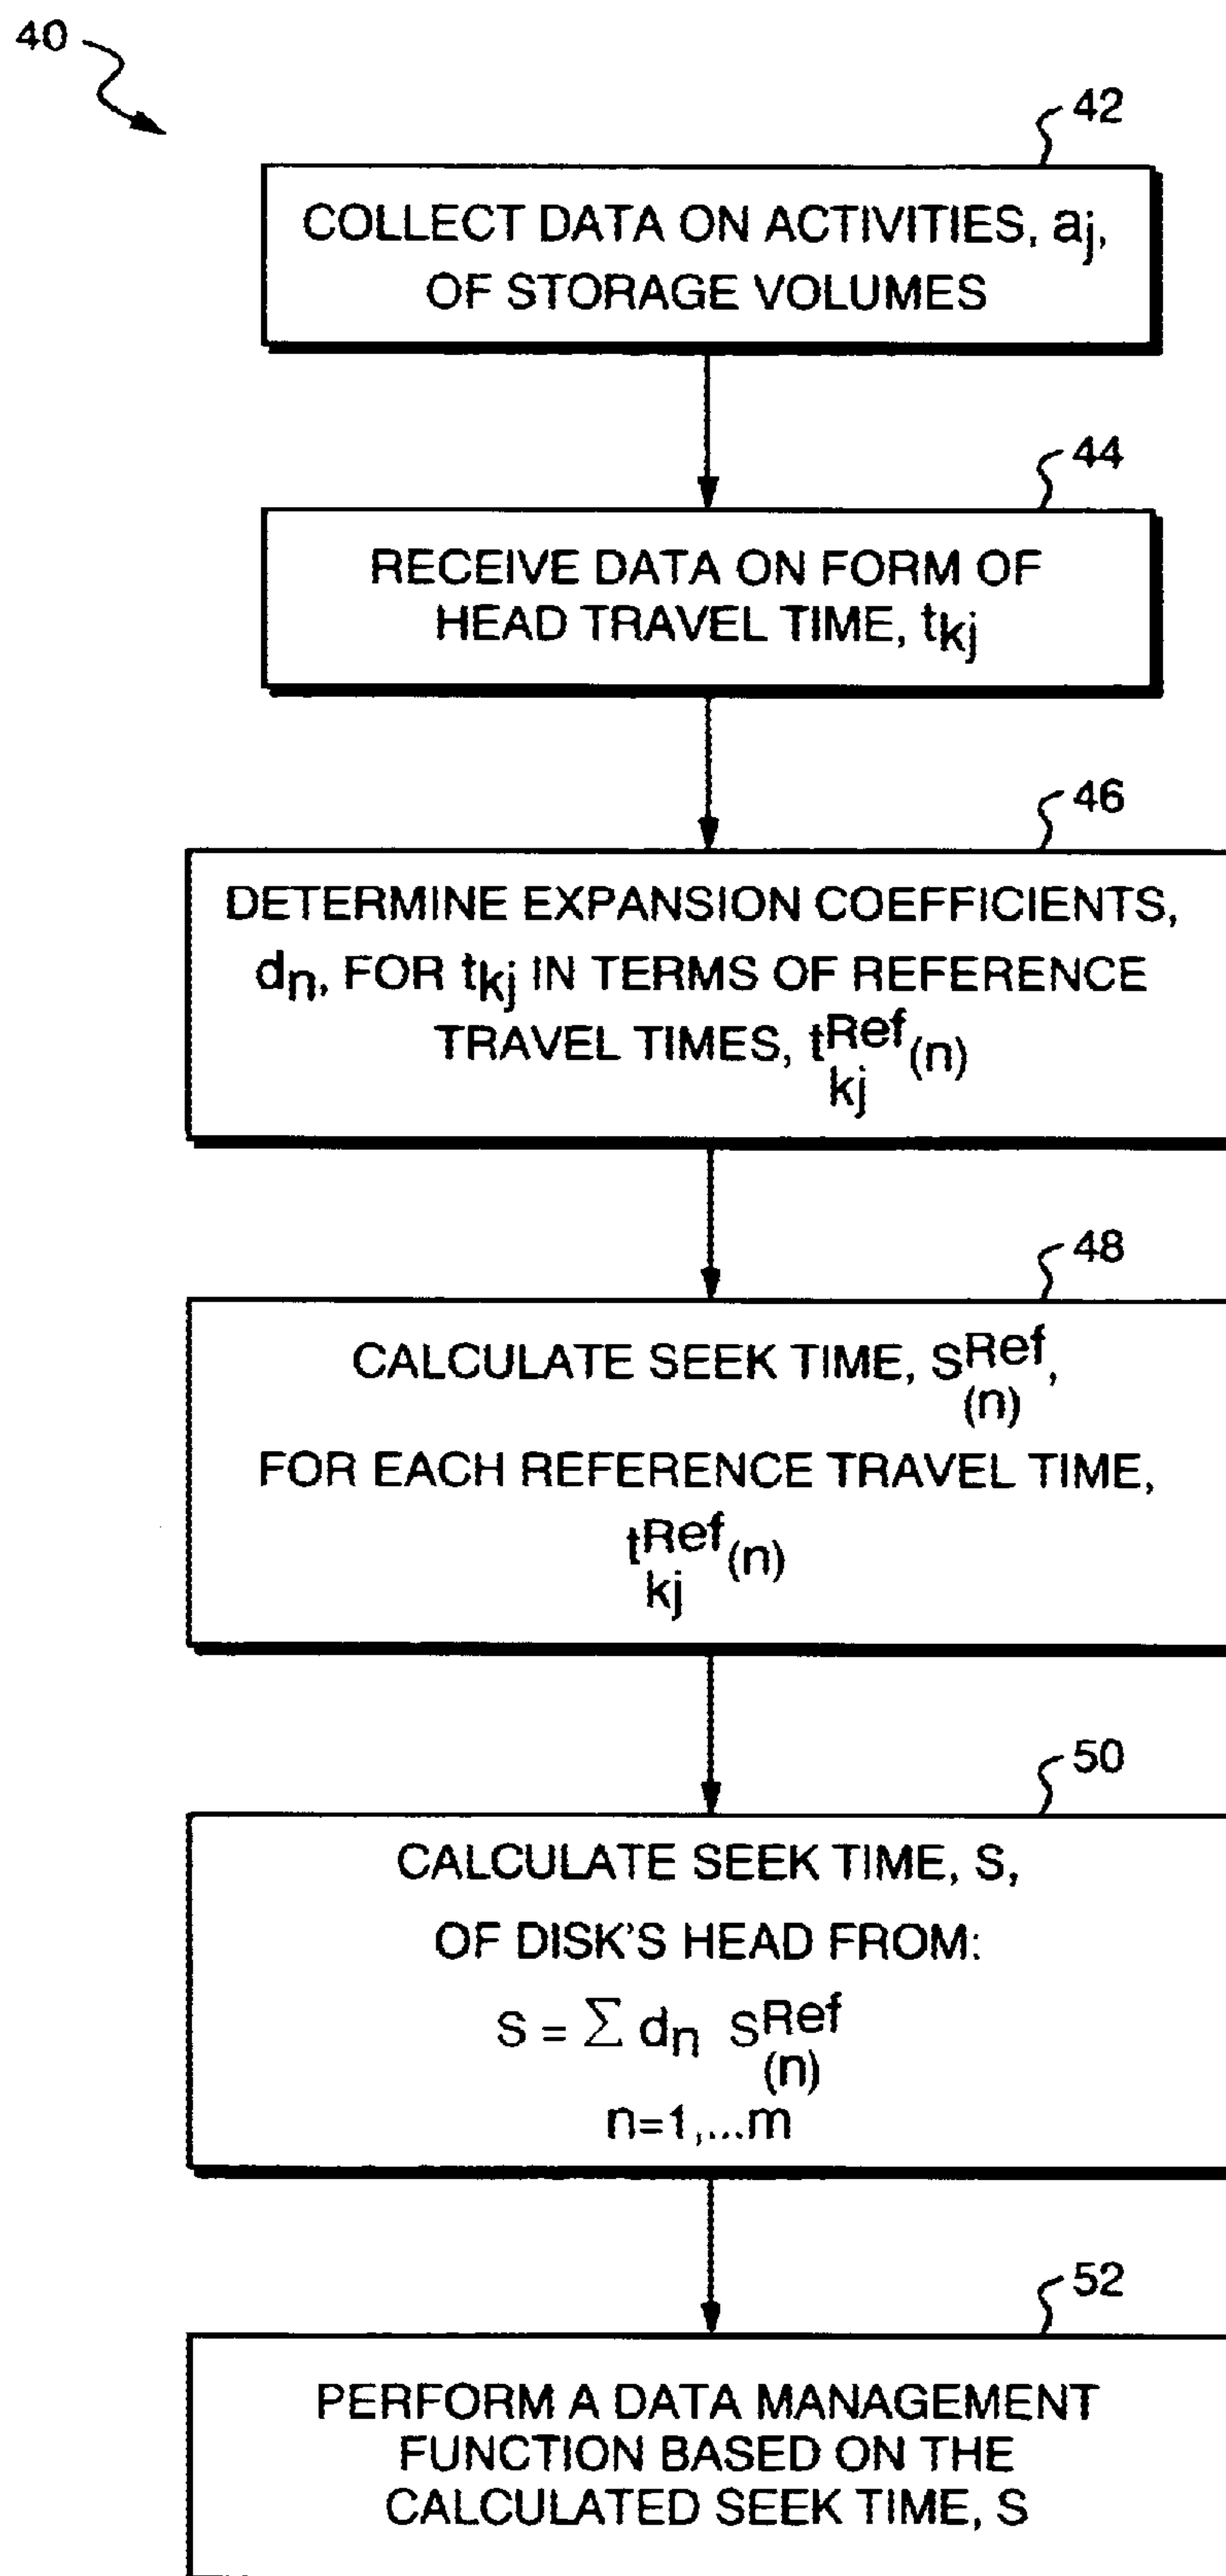 40
42
COLLECT DATA ON ACTIVITIES, aj,
OF STORAGE VOLUMES
44
RECEIVE DATA ON FORM OF
HEAD TRAVEL TIME, tkj
46
DETERMINE EXPANSION COEFFICIENTS,
dn, FOR tkj IN TERMS OF REFERENCE
TRAVEL TIMES, tRef(n)
kj
48
CALCULATE SEEK TIME, SRef,
(n)
FOR EACH REFERENCE TRAVEL TIME,
tRef(n)
kj
50
CALCULATE SEEK TIME, S,
OF DISK'S HEAD FROM:
S = Σ dn SRef
(n)
n=1,...m
52
PERFORM A DATA MANAGEMENT
FUNCTION BASED ON THE
CALCULATED SEEK TIME, S